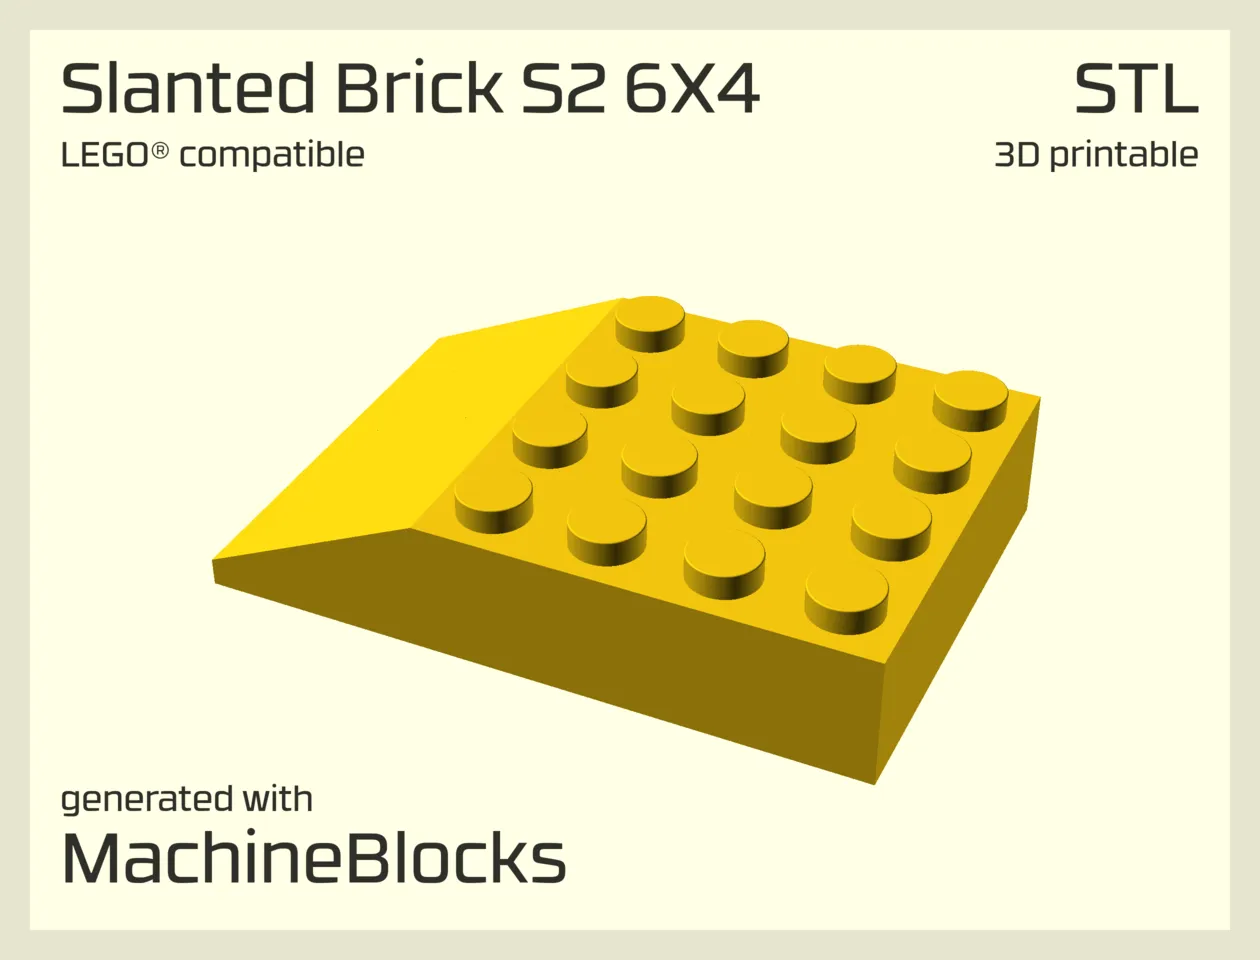 Slanted Brick S2 6X4
STL
LEGO® compatible
3D printable
generated with
MachineBlocks